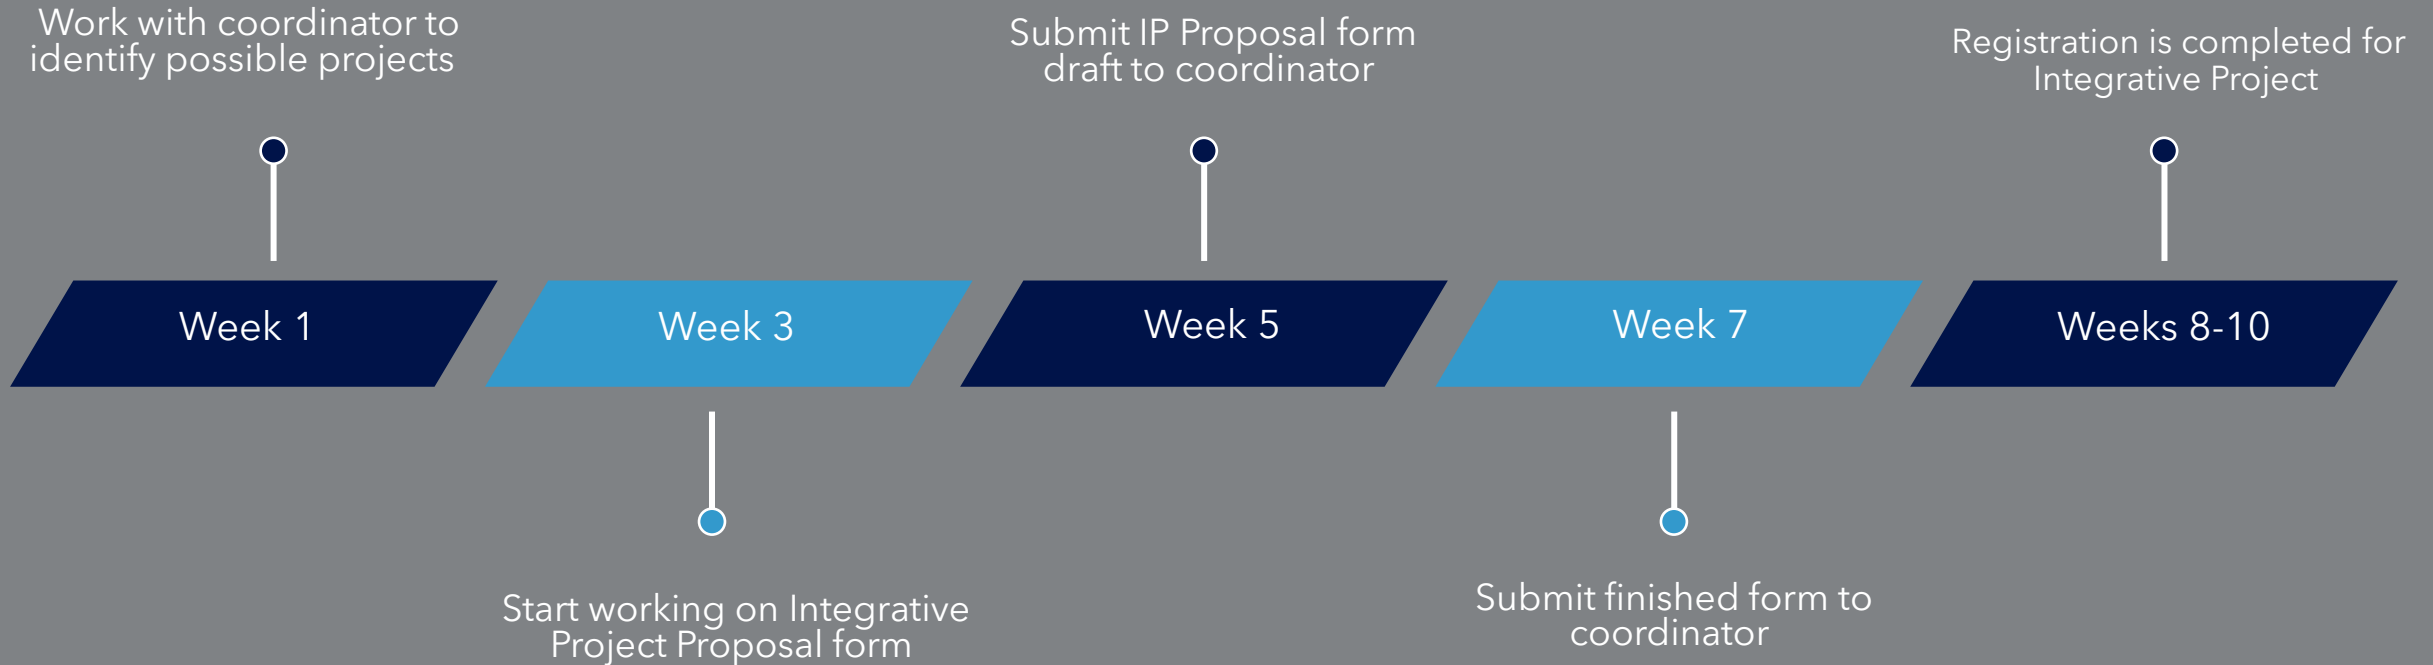 Work with coordinator to
identify possible projects
Submit IP Proposal form
draft to coordinator
Registration is completed for
Integrative Project
Week 1
Week 3
Week 5
Week 7
Weeks 8-10
Start working on Integrative
Project Proposal form
Submit finished form to
coordinator